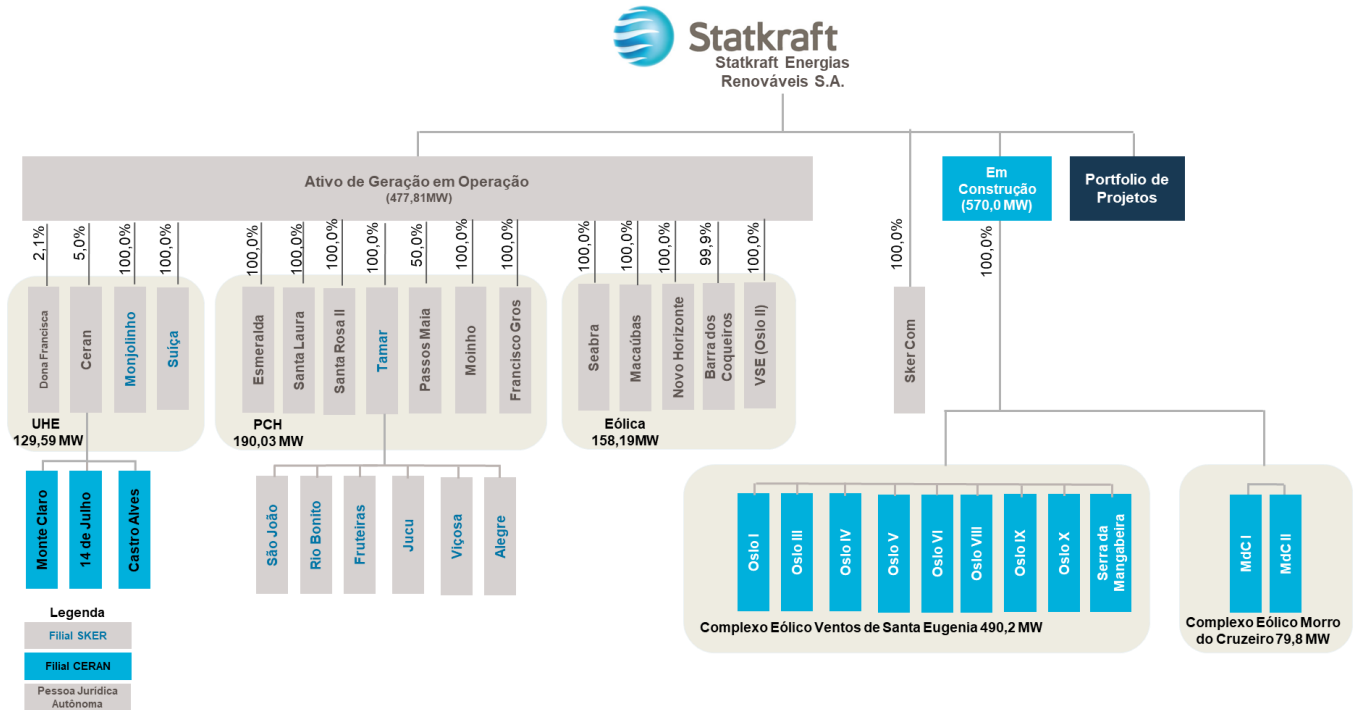 Statkraft
Statkraft Energias
Renováveis S.A.
Ativo de Geração em Operação
(477,81MW)
Em
Construção
(570,0 MW)
Portfolio de
Projetos
2,1%
5,0%
100,0%
100,0%
100,0%
100,0%
100,0%
100,0%
50,0%
100,0%
100,0%
100,0%
100,0%
100,0%
99,9%
100,0%
100,0%
100,0%
Dona Francisca
Ceran
Monjolinho
Suíça
UHE
129,59 MW
Esmeralda
Santa Laura
Santa Rosa II
Tamar
Passos Maia
Moinho
Francisco Gros
PCH
190,03 MW
Seabra
Macaúbas
Novo Horizonte
Barra dos
Coqueiros
VSE (Oslo II)
Eólica
158,19MW
Sker Com
Monte Claro
14 de Julho
Castro Alves
São João
Rio Bonito
Fruteiras
Jucu
Viçosa
Alegre
Oslo I
Oslo III
Oslo IV
Oslo V
Oslo VI
Oslo VIII
Oslo IX
Oslo X
Serra da
Mangabeira
Complexo Eólico Ventos de Santa Eugenia 490,2 MW
MdC I
MdC II
Complexo Eólico Morro
do Cruzeiro 79,8 MW
Legenda
Filial SKER
Filial CERAN
Pessoa Jurídica
Autônoma